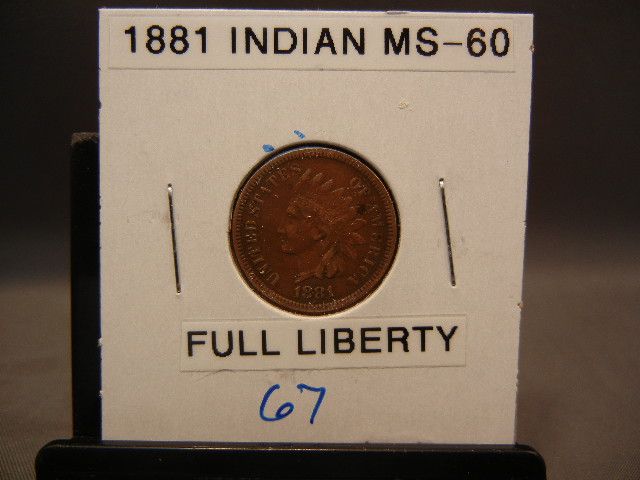 1881 INDIAN MS-60
UNITED STATES OF AMERICA
1881
FULL LIBERTY
67